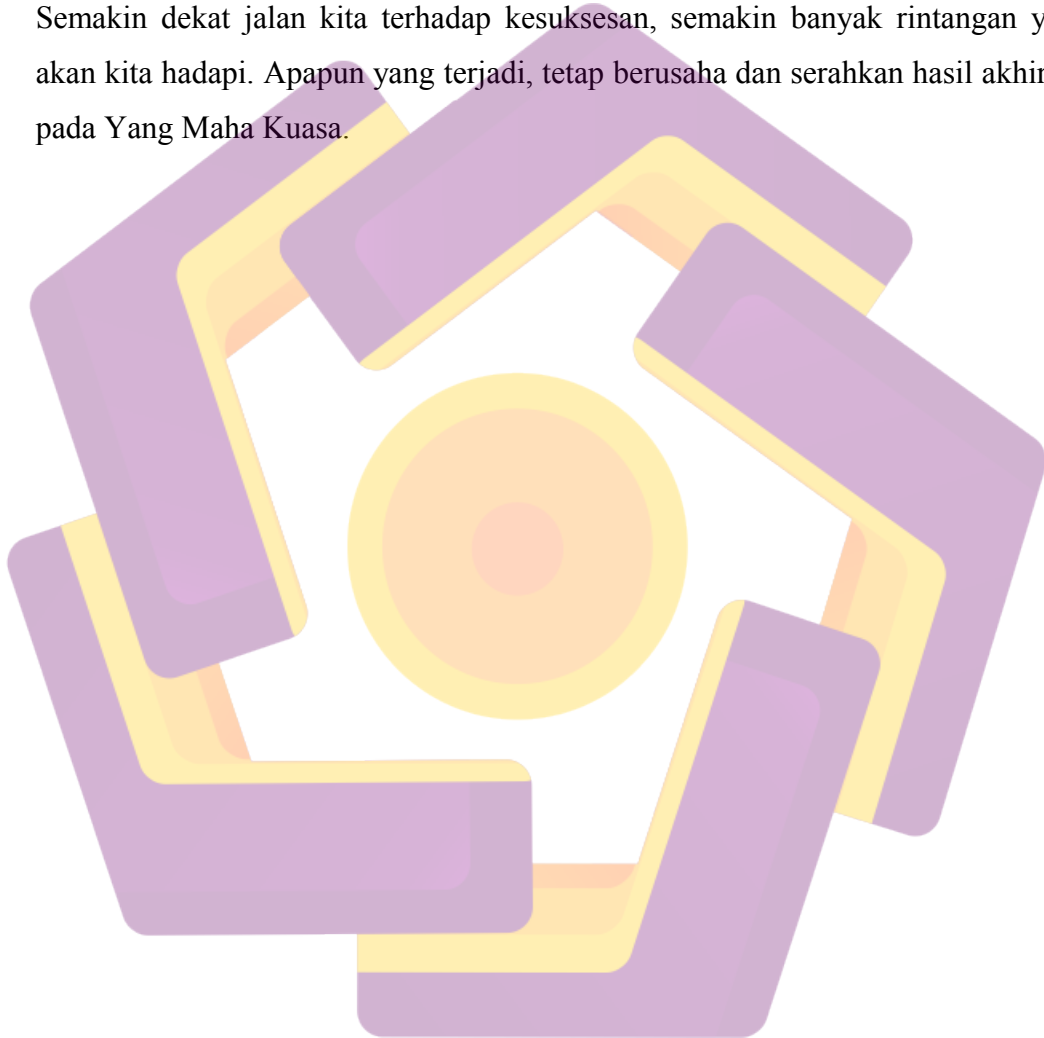 Semakin dekat jalan kita terhadap kesuksesan, semakin banyak rintangan y
akan kita hadapi. Apapun yang terjadi, tetap berusaha dan serahkan hasil akhir
pada Yang Maha Kuasa.